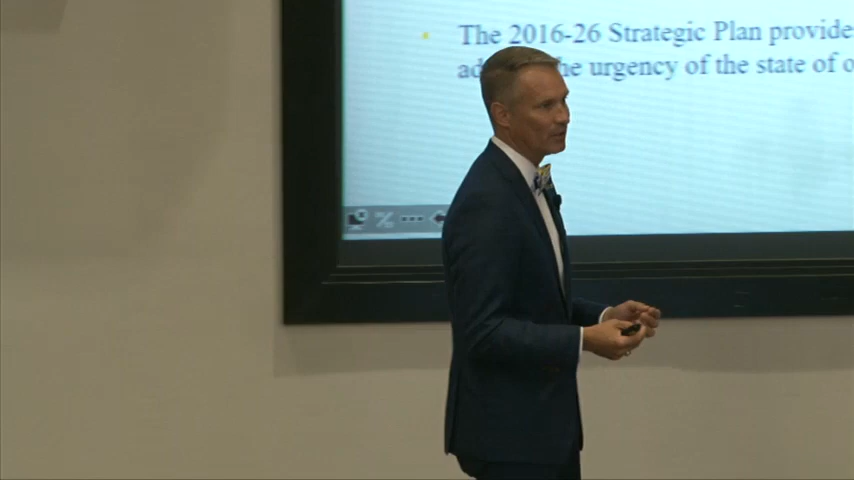 The 2016-26 Strategic Plan provide
the urgency of the state of o